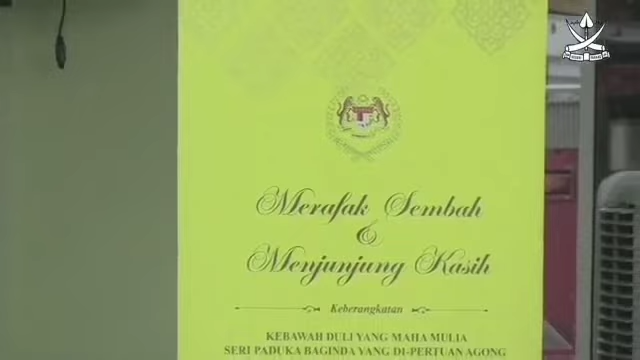 Merafak Sembah
&
Menjunjung Kasih
Keberangkatan
KEBAWAH DULI YANG MAHA MULIA
SERI PADUKA BAGINDA YANG DI-PERTUAN AGONG